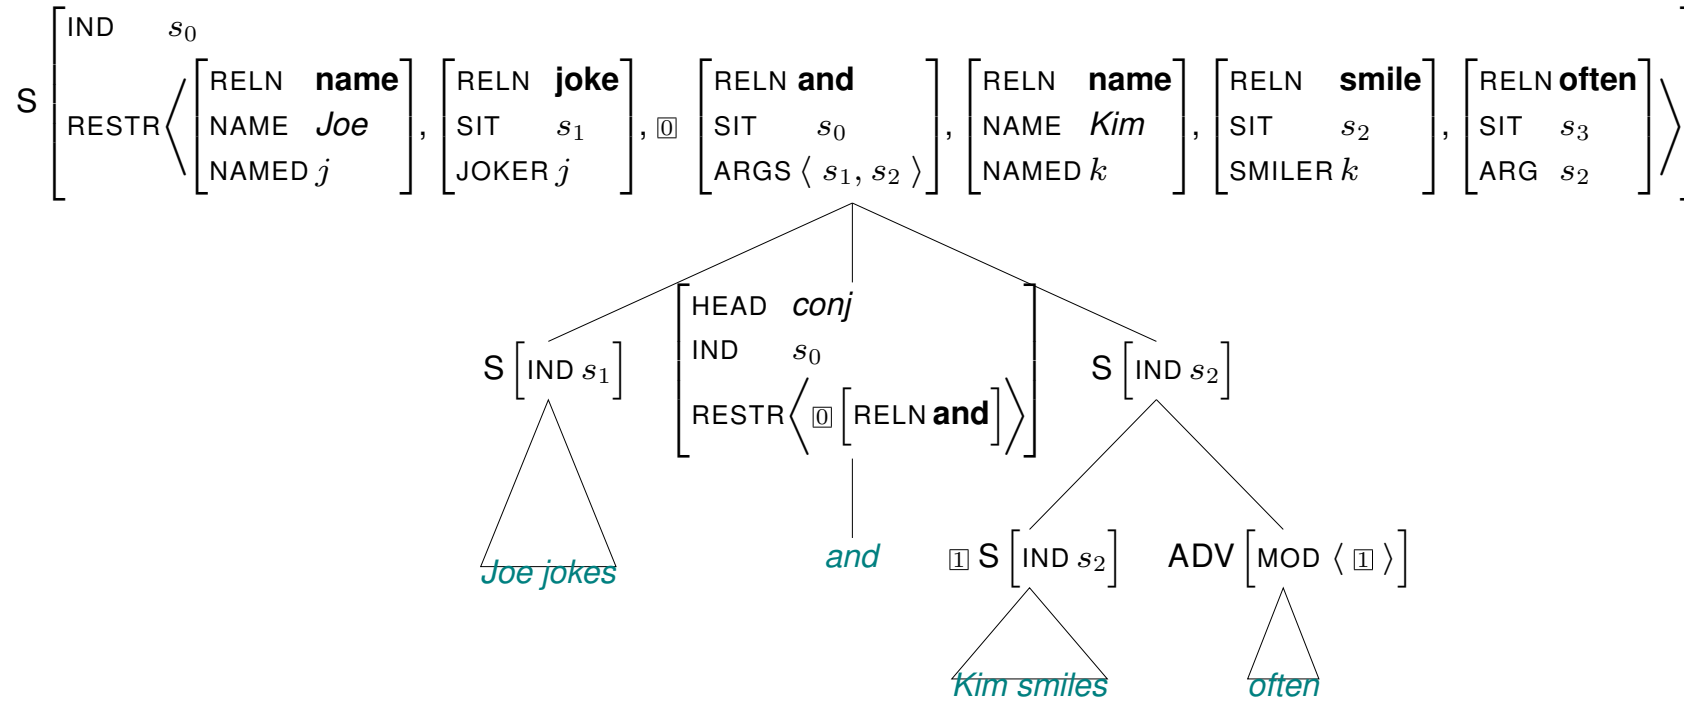 IND s₀
S RESTR ⟨ [RELN name, [RELN joke, [RELN and, [RELN name, [RELN smile, [RELN often
NAME Joe SIT s₁ , 0 SIT s₀ , NAME Kim , SIT s₂ , SIT s₃
NAMED j JOKER j ARGS ⟨ s₁, s₂ ⟩ NAMED k SMILER k ARG s₂ ] ⟩
HEAD conj
IND s₀
S [IND s₁] S [IND s₂]
RESTR ⟨ 0 [RELN and] ⟩
Joe jokes
and
1 S [IND s₂] ADV [MOD ⟨ 1 ⟩]
Kim smiles often